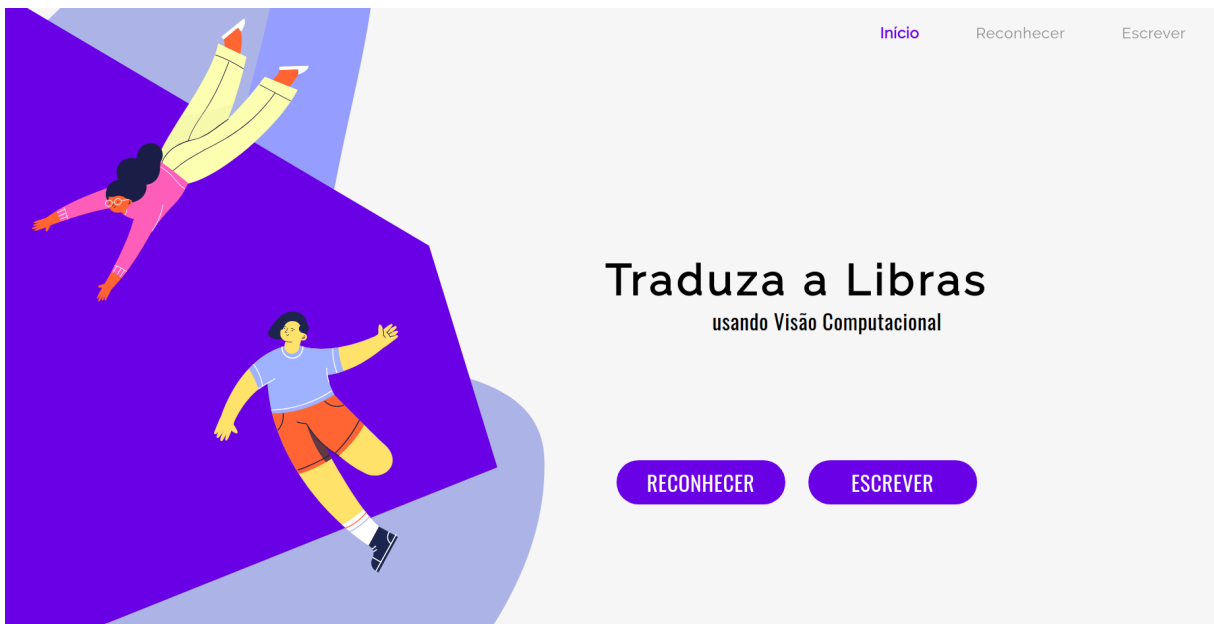 Início Reconhecer Escrever
Traduza a Libras
usando Visão Computacional
RECONHECER ESCREVER